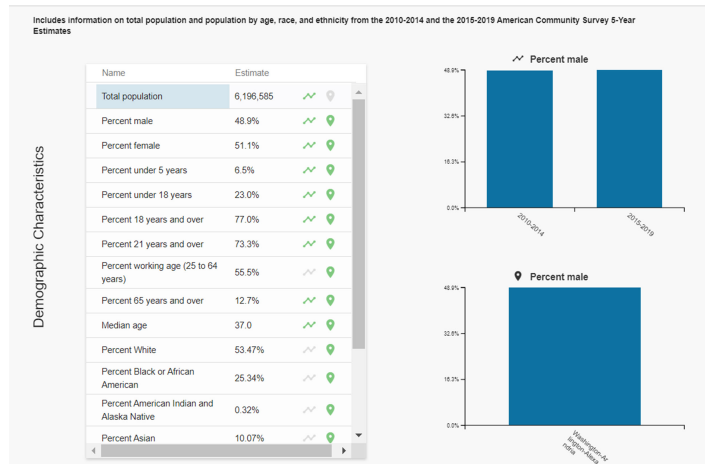 Includes information on total population and population by age, race, and ethnicity from the 2010-2014 and the 2015-2019 American Community Survey 5-Year
Estimates
Demographic Characteristics
Name Estimate
Total population 6,196,585
Percent male 48.9%
Percent female 51.1%
Percent under 5 years 6.5%
Percent under 18 years 23.0%
Percent 18 years and over 77.0%
Percent 21 years and over 73.3%
Percent working age (25 to 64
years) 55.5%
Percent 65 years and over 12.7%
Median age 37.0
Percent White 53.47%
Percent Black or African
American 25.34%
Percent American Indian and
Alaska Native 0.32%
Percent Asian 10.07%
Percent male
48.9%
32.6%
16.3%
0.0%
2010-2014
2015-2019
Percent male
48.9%
32.6%
16.3%
0.0%
Washington-Ar
lington-Alexa
ndria